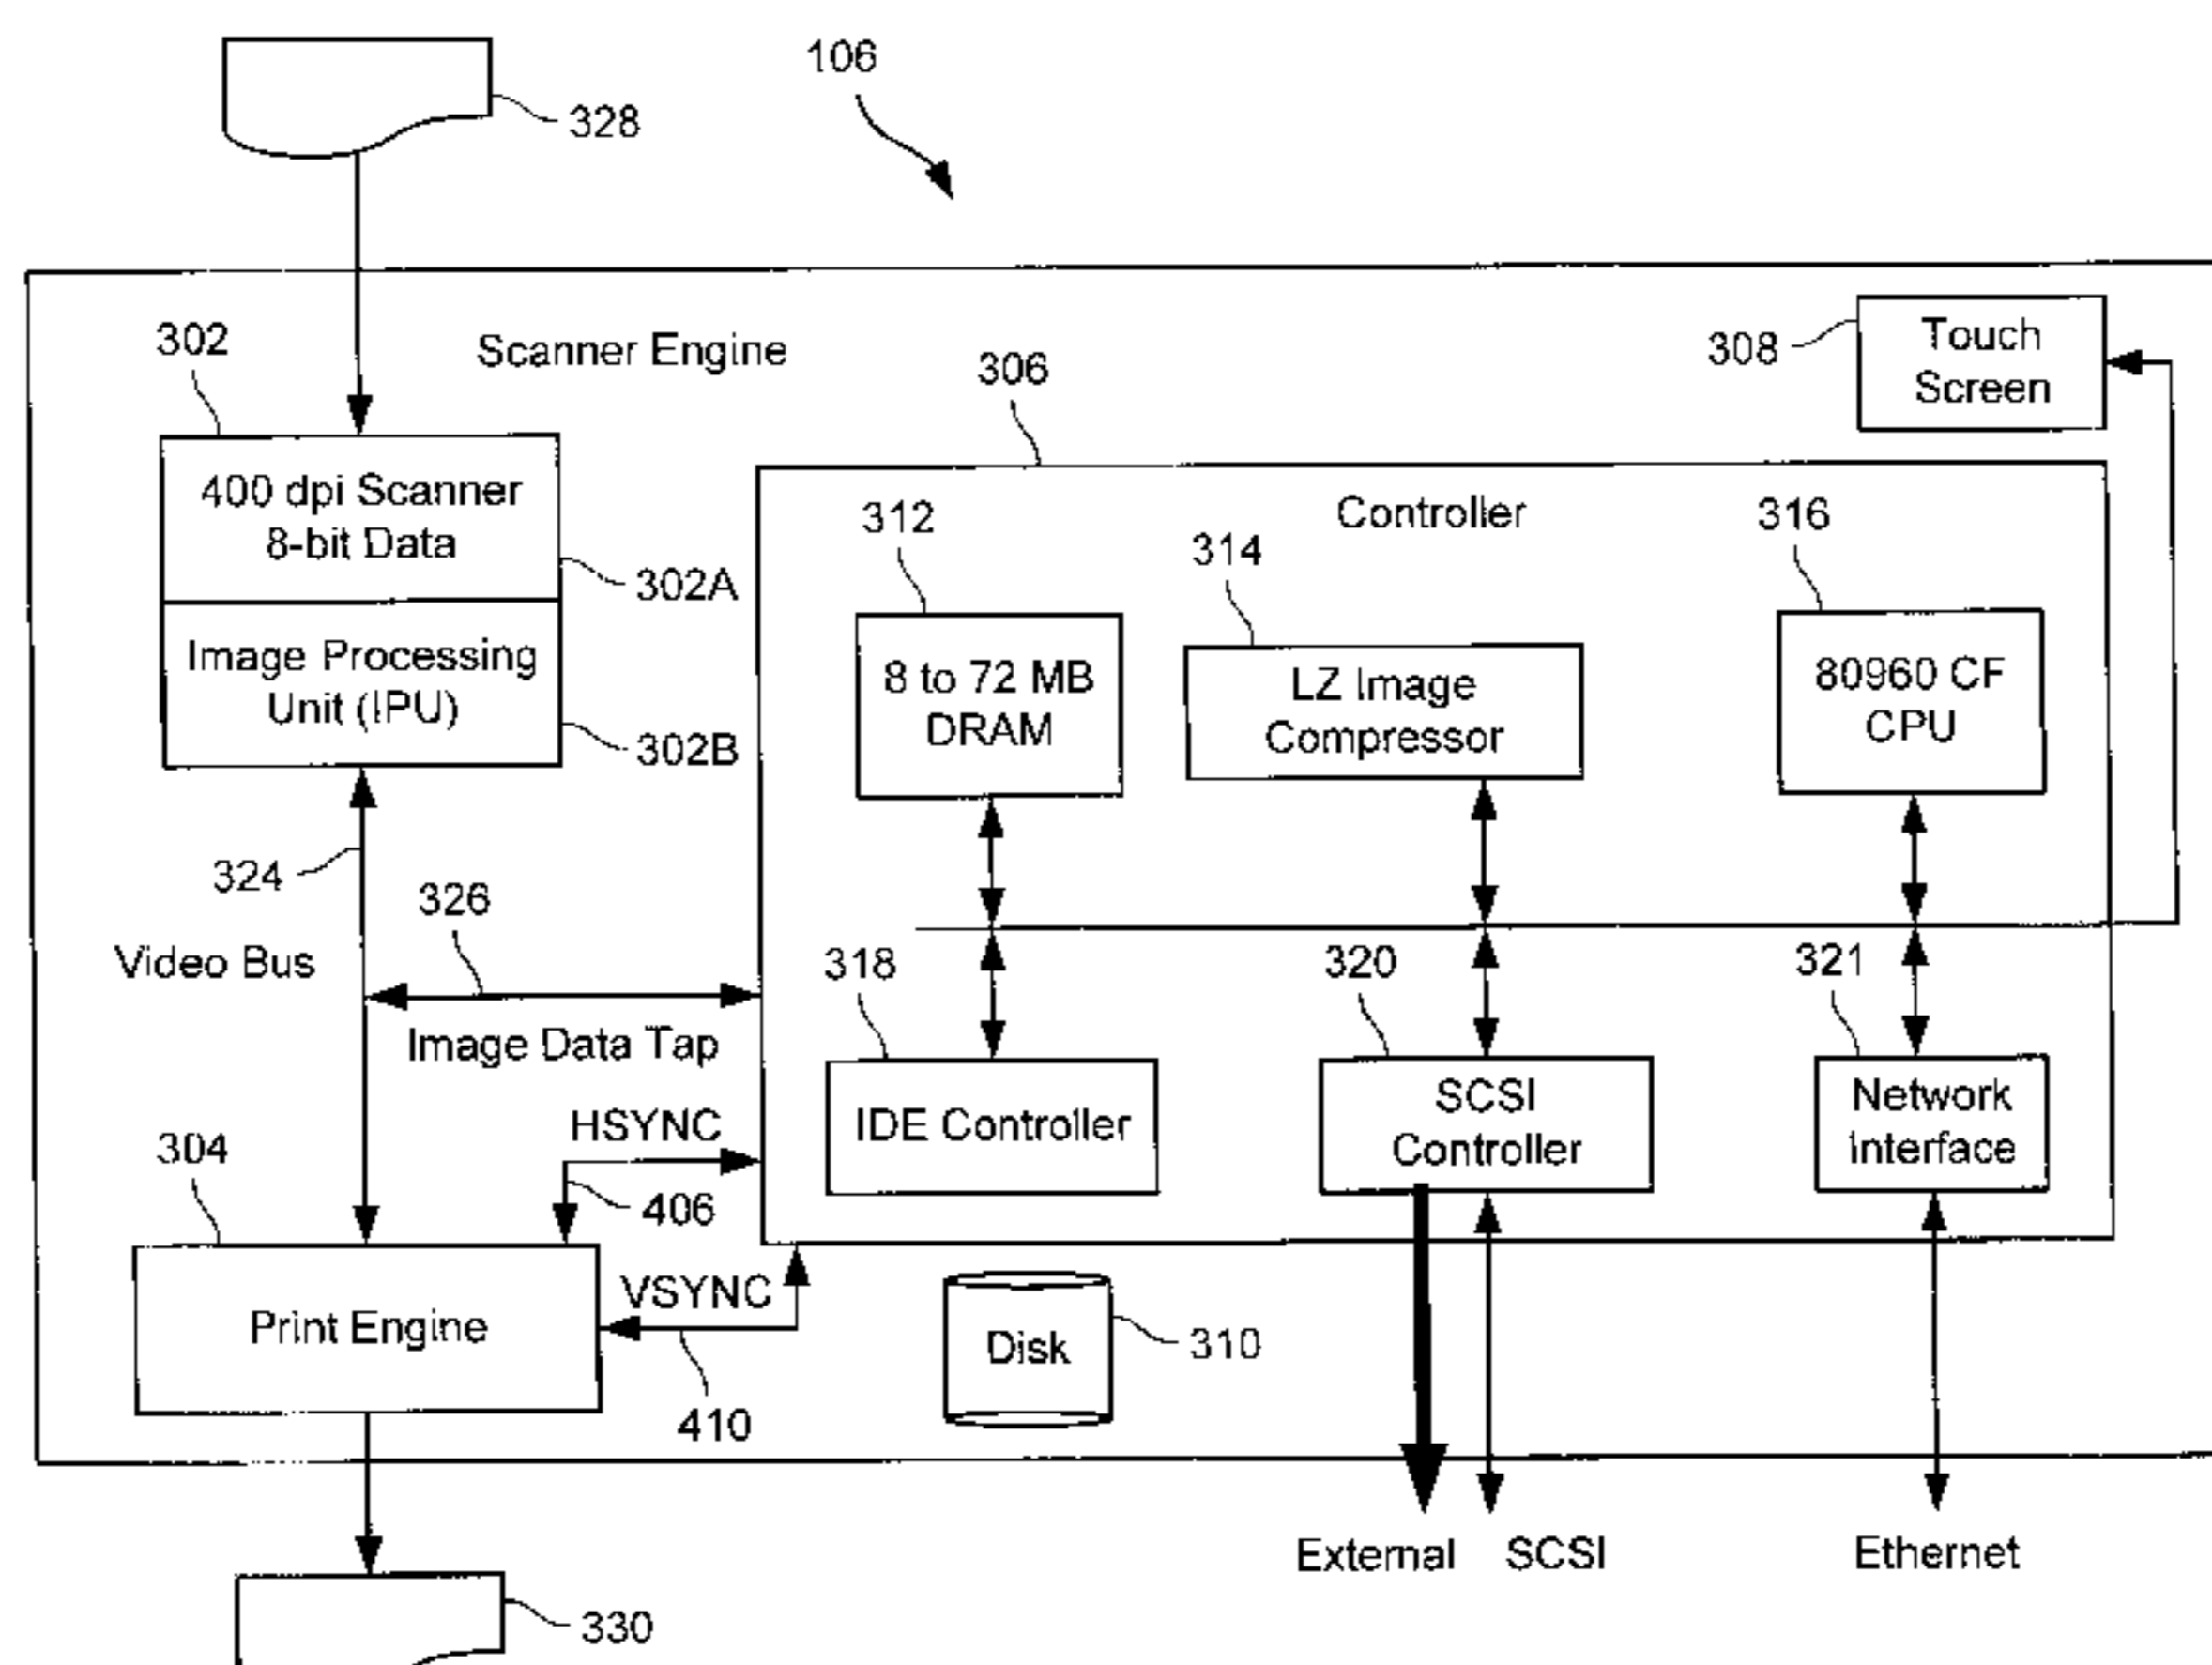 106
328
302
Scanner Engine
306
308
Touch
Screen
400 dpi Scanner
8-bit Data
302A
Image Processing
Unit (IPU)
302B
Controller
312
314
316
8 to 72 MB
DRAM
LZ Image
Compressor
80960 CF
CPU
324
326
Video Bus
Image Data Tap
318
320
321
IDE Controller
SCSI
Controller
Network
Interface
HSYNC
406
304
Print Engine
VSYNC
410
Disk
310
External
SCSI
Ethernet
330